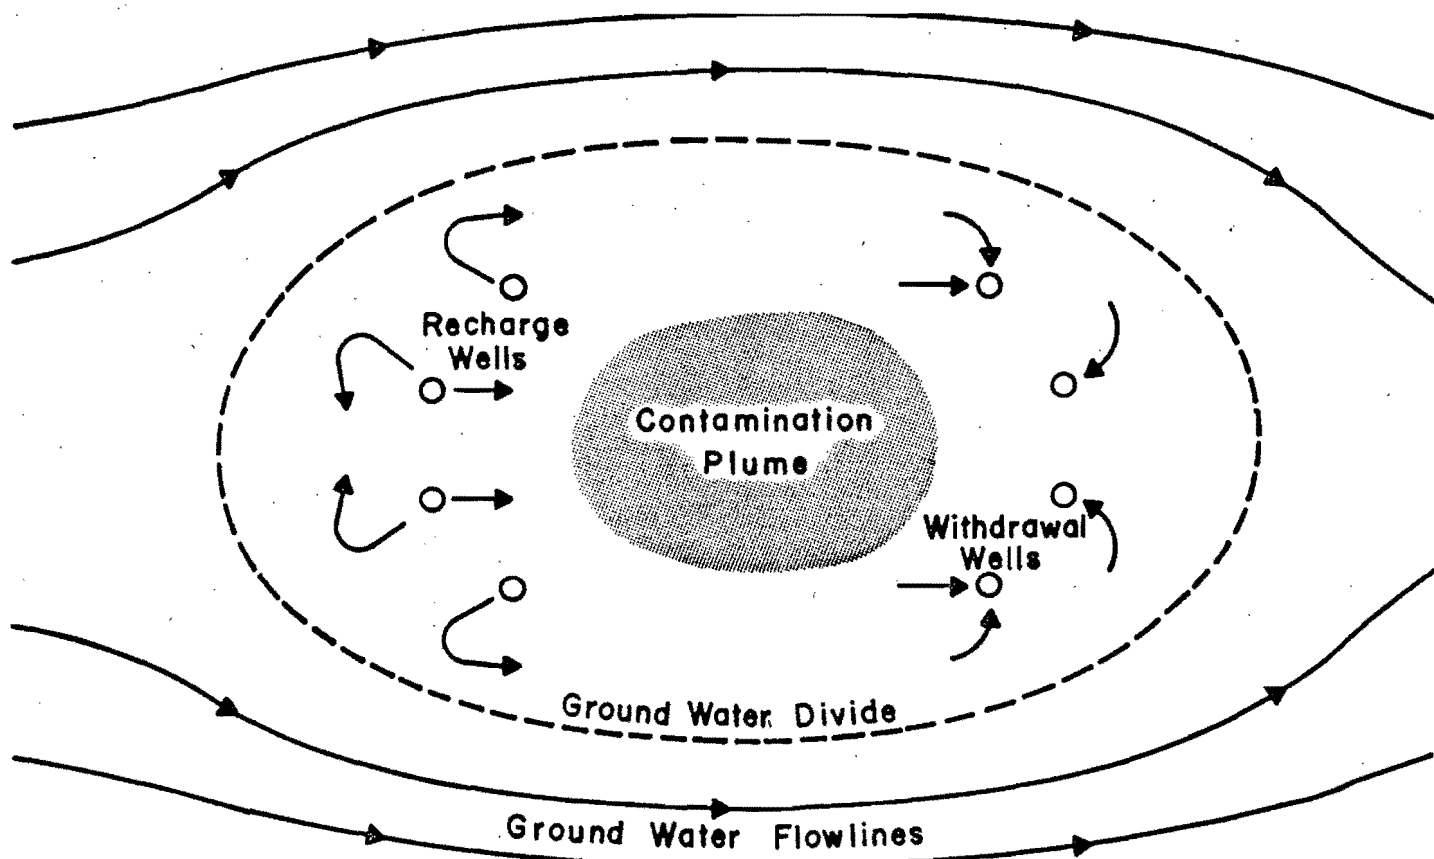 Recharge
Wells
Contamination
Plume
Withdrawal
Wells
Ground Water Divide
Ground Water Flowlines